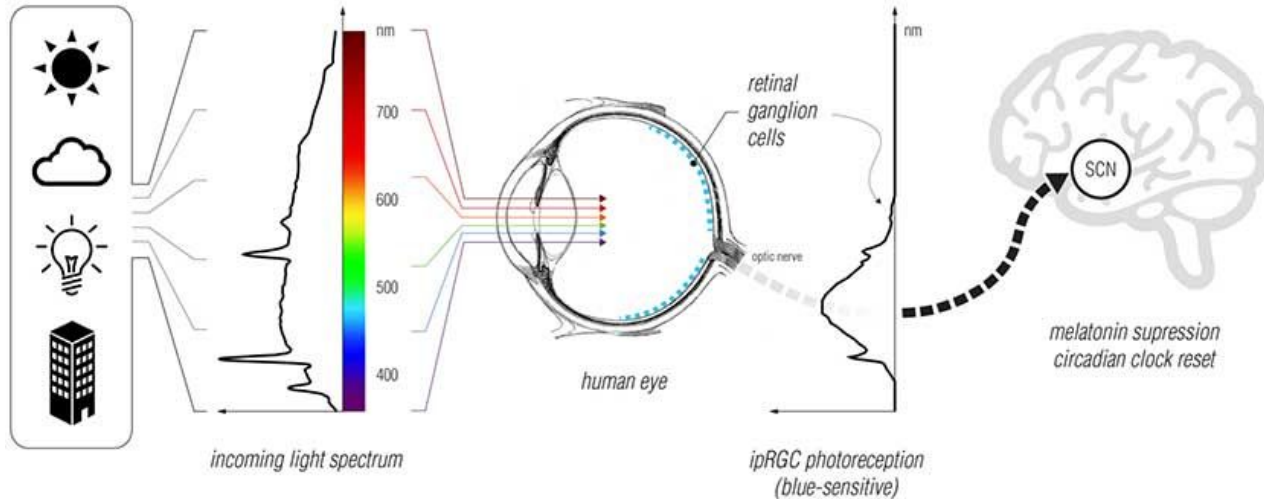 nm
700
600
500
400
incoming light spectrum
human eye
retinal
ganglion
cells
optic nerve
nm
ipRGC photoreception
(blue-sensitive)
SCN
melatonin supression
circadian clock reset